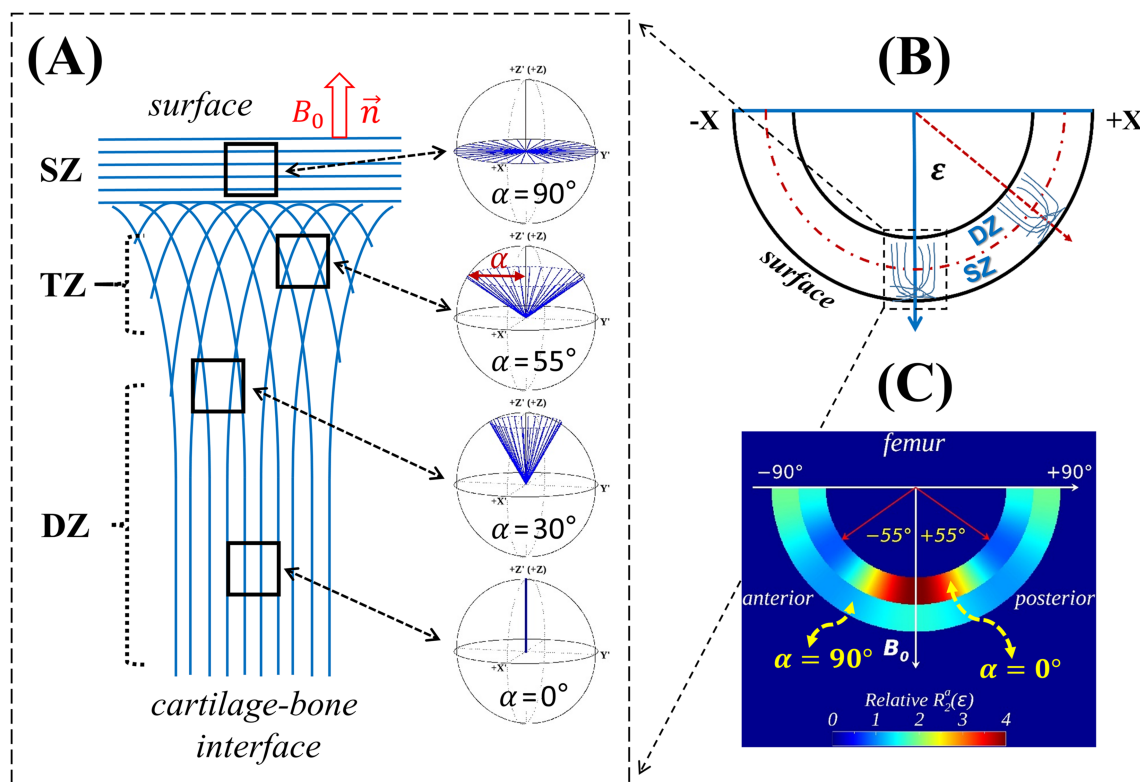 (A)
surface
B₀ n⃗
SZ
TZ
DZ
cartilage-bone
interface
+Z' (+Z)
Y'
+X'
α = 90°
+Z' (+Z)
α
Y'
+X'
α = 55°
+Z' (+Z)
Y'
+X'
α = 30°
+Z' (+Z)
Y'
+X'
α = 0°
(B)
-X
+X
ε
DZ
SZ
surface
(C)
femur
−90°
+90°
−55°
+55°
anterior
posterior
α = 90°
B₀
α = 0°
Relative R₂ᵃ(ε)
0 1 2 3 4